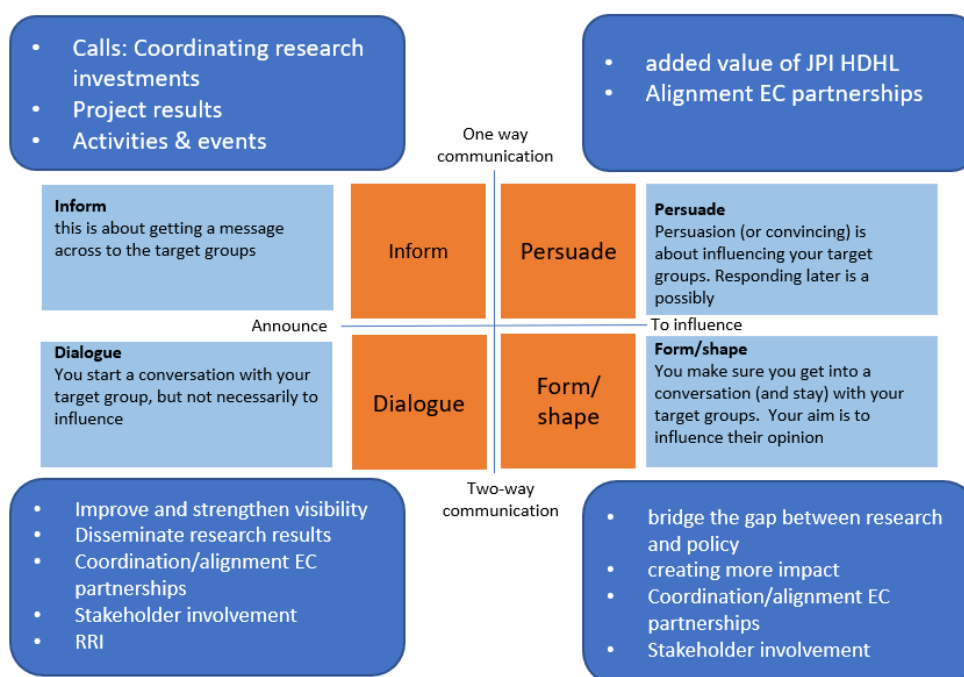 • Calls: Coordinating research
investments
• Project results
• Activities & events
• added value of JPI HDHL
• Alignment EC partnerships
One way
communication
Inform
this is about getting a message
across to the target groups
Inform
Persuade
Persuade
Persuasion (or convincing) is
about influencing your target
groups. Responding later is a
possibly
Announce
To influence
Dialogue
You start a conversation with your
target group, but not necessarily to
influence
Dialogue
Form/
shape
Form/shape
You make sure you get into a
conversation (and stay) with your
target groups. Your aim is to
influence their opinion
Two-way
communication
• Improve and strengthen visibility
• Disseminate research results
• Coordination/alignment EC
partnerships
• Stakeholder involvement
• RRI
• bridge the gap between research
and policy
• creating more impact
• Coordination/alignment EC
partnerships
• Stakeholder involvement